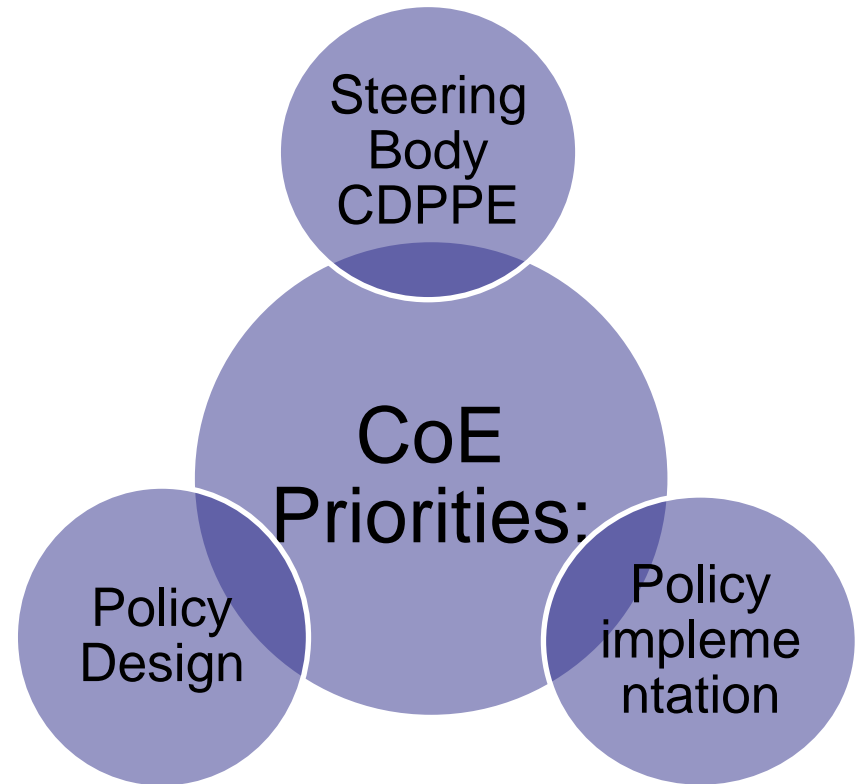 Steering
Body
CDPPE
CoE
Priorities:
Policy
Design
Policy
impleme
ntation